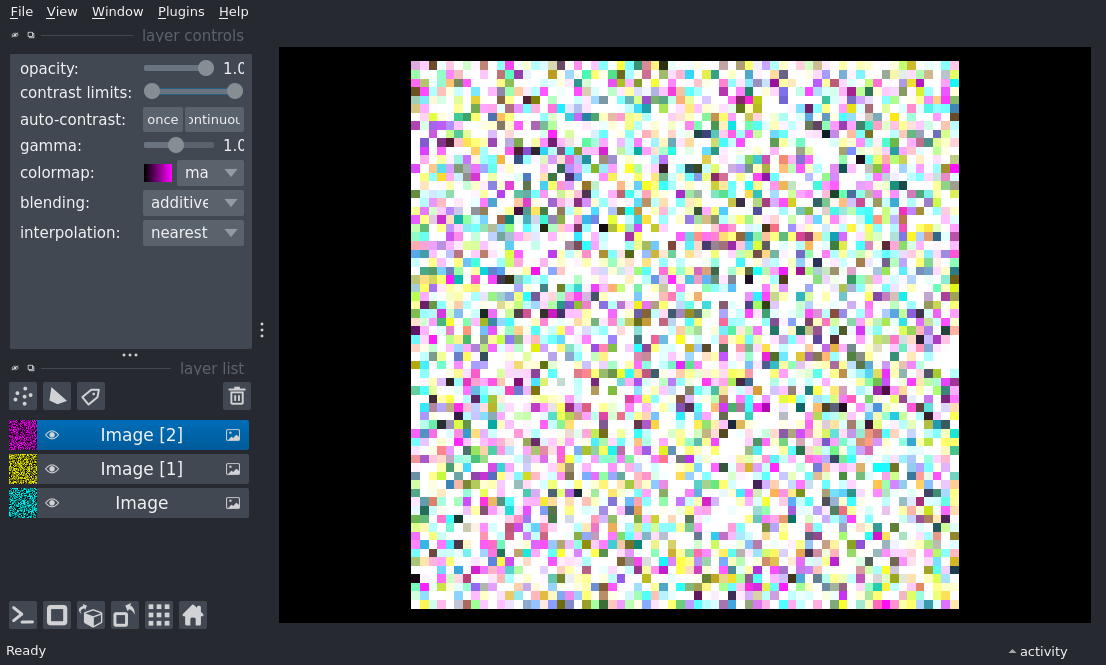 File View Window Plugins Help
layer controls
opacity: 1.0
contrast limits:
auto-contrast: once ontinuou
gamma: 1.0
colormap: ma
blending: additive
interpolation: nearest
layer list
Image [2]
Image [1]
Image
Ready
activity